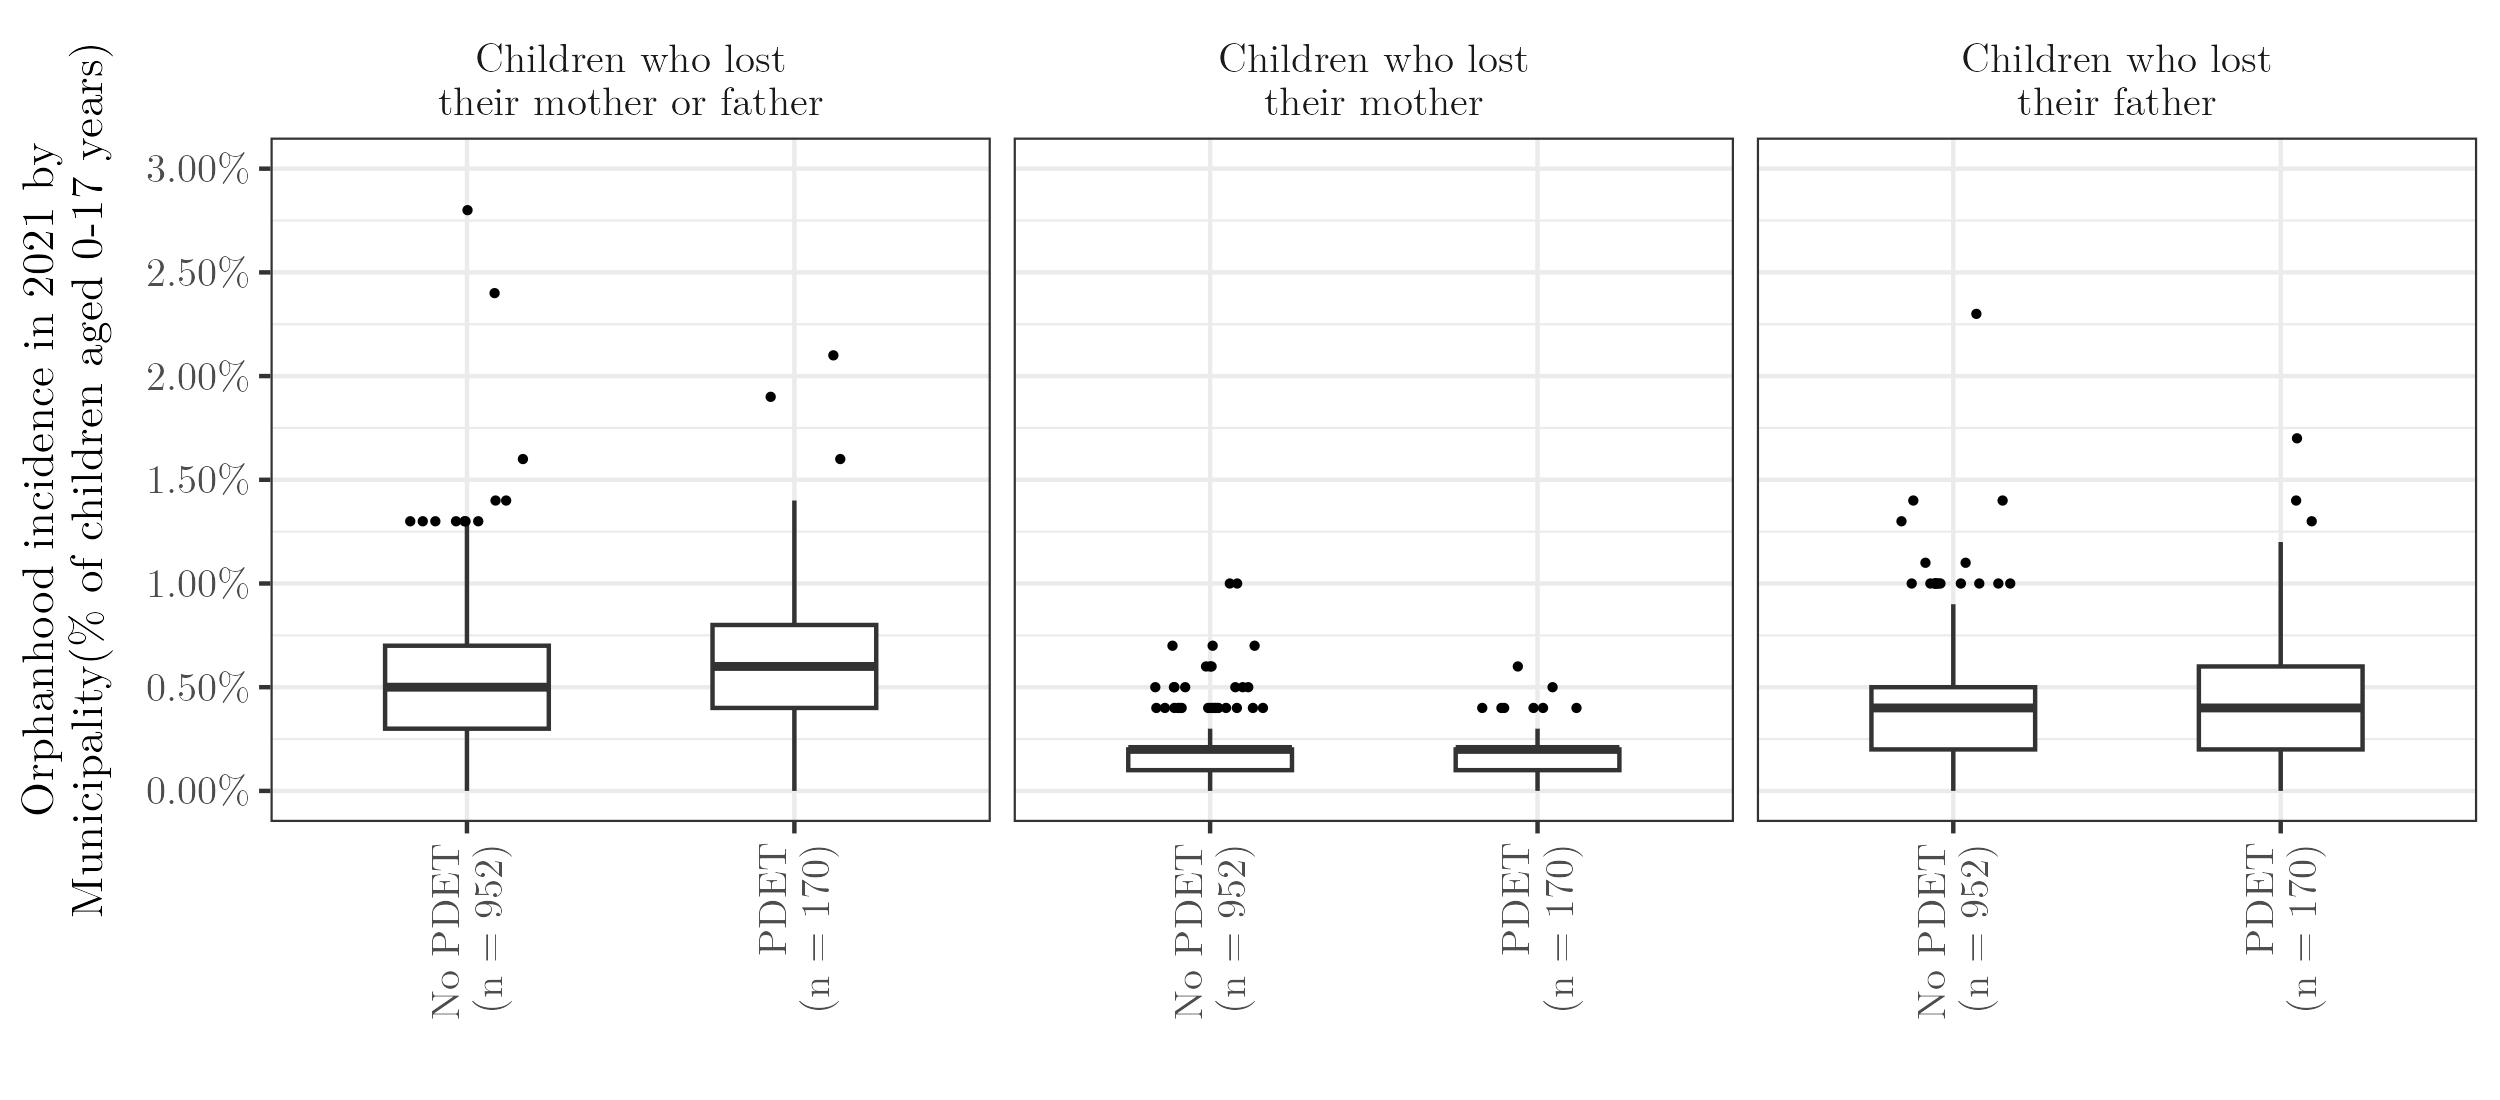 Orphanhood incidence in 2021 by
Municipality(% of children aged 0-17 years)
Children who lost
their mother or father
Children who lost
their mother
Children who lost
their father
3.00%
2.50%
2.00%
1.50%
1.00%
0.50%
0.00%
No PDET
(n = 952)
PDET
(n = 170)
No PDET
(n = 952)
PDET
(n = 170)
No PDET
(n = 952)
PDET
(n = 170)